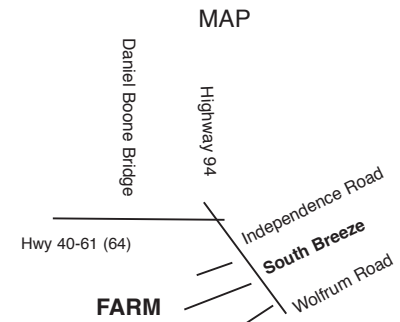 MAP
Daniel Boone Bridge
Highway 94
Independence Road
South Breeze
Hwy 40-61 (64)
Wolfrum Road
FARM